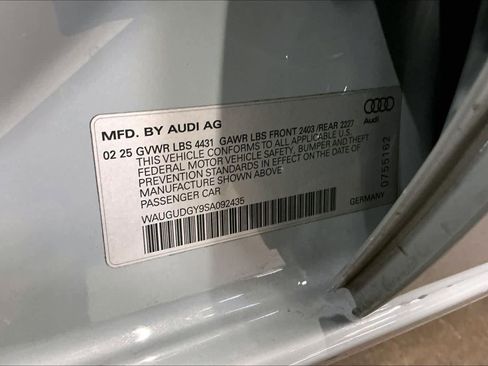 MFD. BY AUDI AG
Audi
02 25 GVWR LBS 4431 GAWR LBS FRONT 2403 /REAR 2227
THIS VEHICLE CONFORMS TO ALL APPLICABLE U.S.
FEDERAL MOTOR VEHICLE SAFETY, BUMPER AND THEFT
PREVENTION STANDARDS IN EFFECT ON THE DATE OF
MANUFACTURE SHOWN ABOVE
PASSENGER CAR
WAUGUDGY9SA092435
GERMANY
0755162